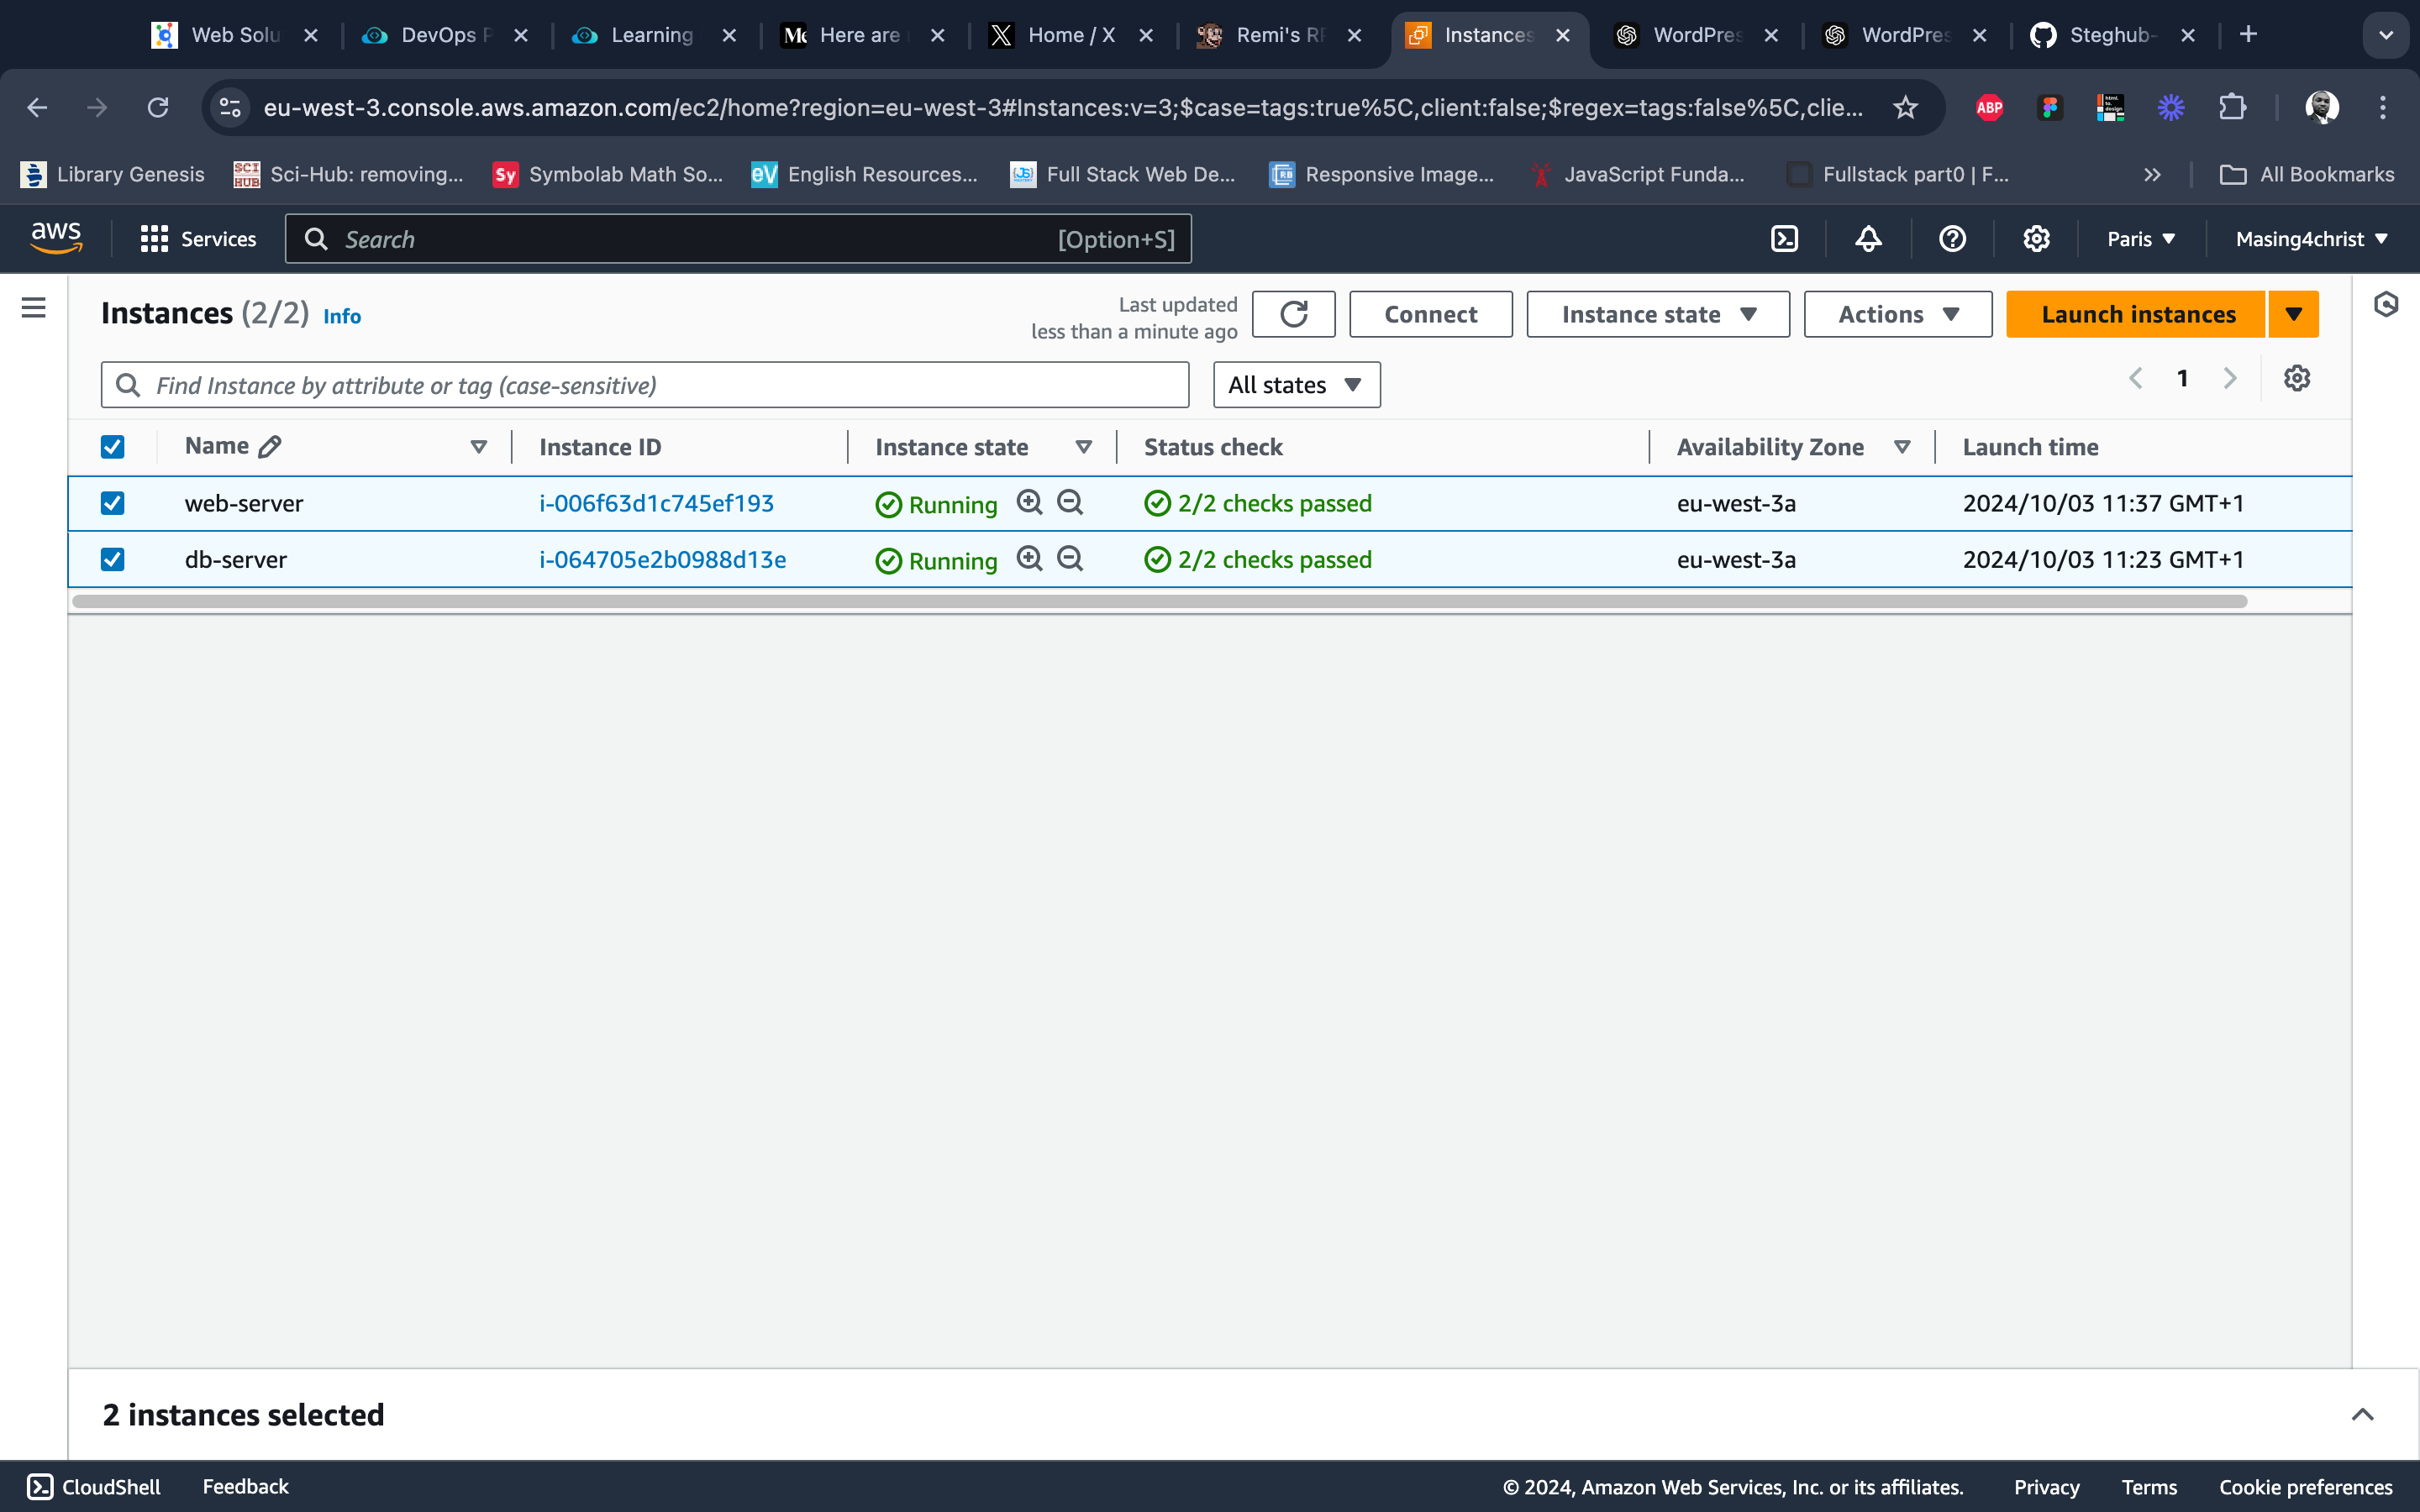 Web Solu DevOps P Learning Here are Home / X Remi's RP Instances WordPres WordPres Steghub-
eu-west-3.console.aws.amazon.com/ec2/home?region=eu-west-3#Instances:v=3;$case=tags:true%5C,client:false;$regex=tags:false%5C,clie... ABP
Library Genesis SCI HUB Sci-Hub: removing... Sy Symbolab Math So... eV English Resources... Full Stack Web De... Responsive Image... JavaScript Funda... Fullstack part0 | F... » All Bookmarks
aws Services Search [Option+S] Paris Masing4christ
Instances (2/2) Info Last updated less than a minute ago Connect Instance state Actions Launch instances
Find Instance by attribute or tag (case-sensitive) All states 1
Name Instance ID Instance state Status check Availability Zone Launch time
web-server i-006f63d1c745ef193 Running 2/2 checks passed eu-west-3a 2024/10/03 11:37 GMT+1
db-server i-064705e2b0988d13e Running 2/2 checks passed eu-west-3a 2024/10/03 11:23 GMT+1
2 instances selected
CloudShell Feedback © 2024, Amazon Web Services, Inc. or its affiliates. Privacy Terms Cookie preferences